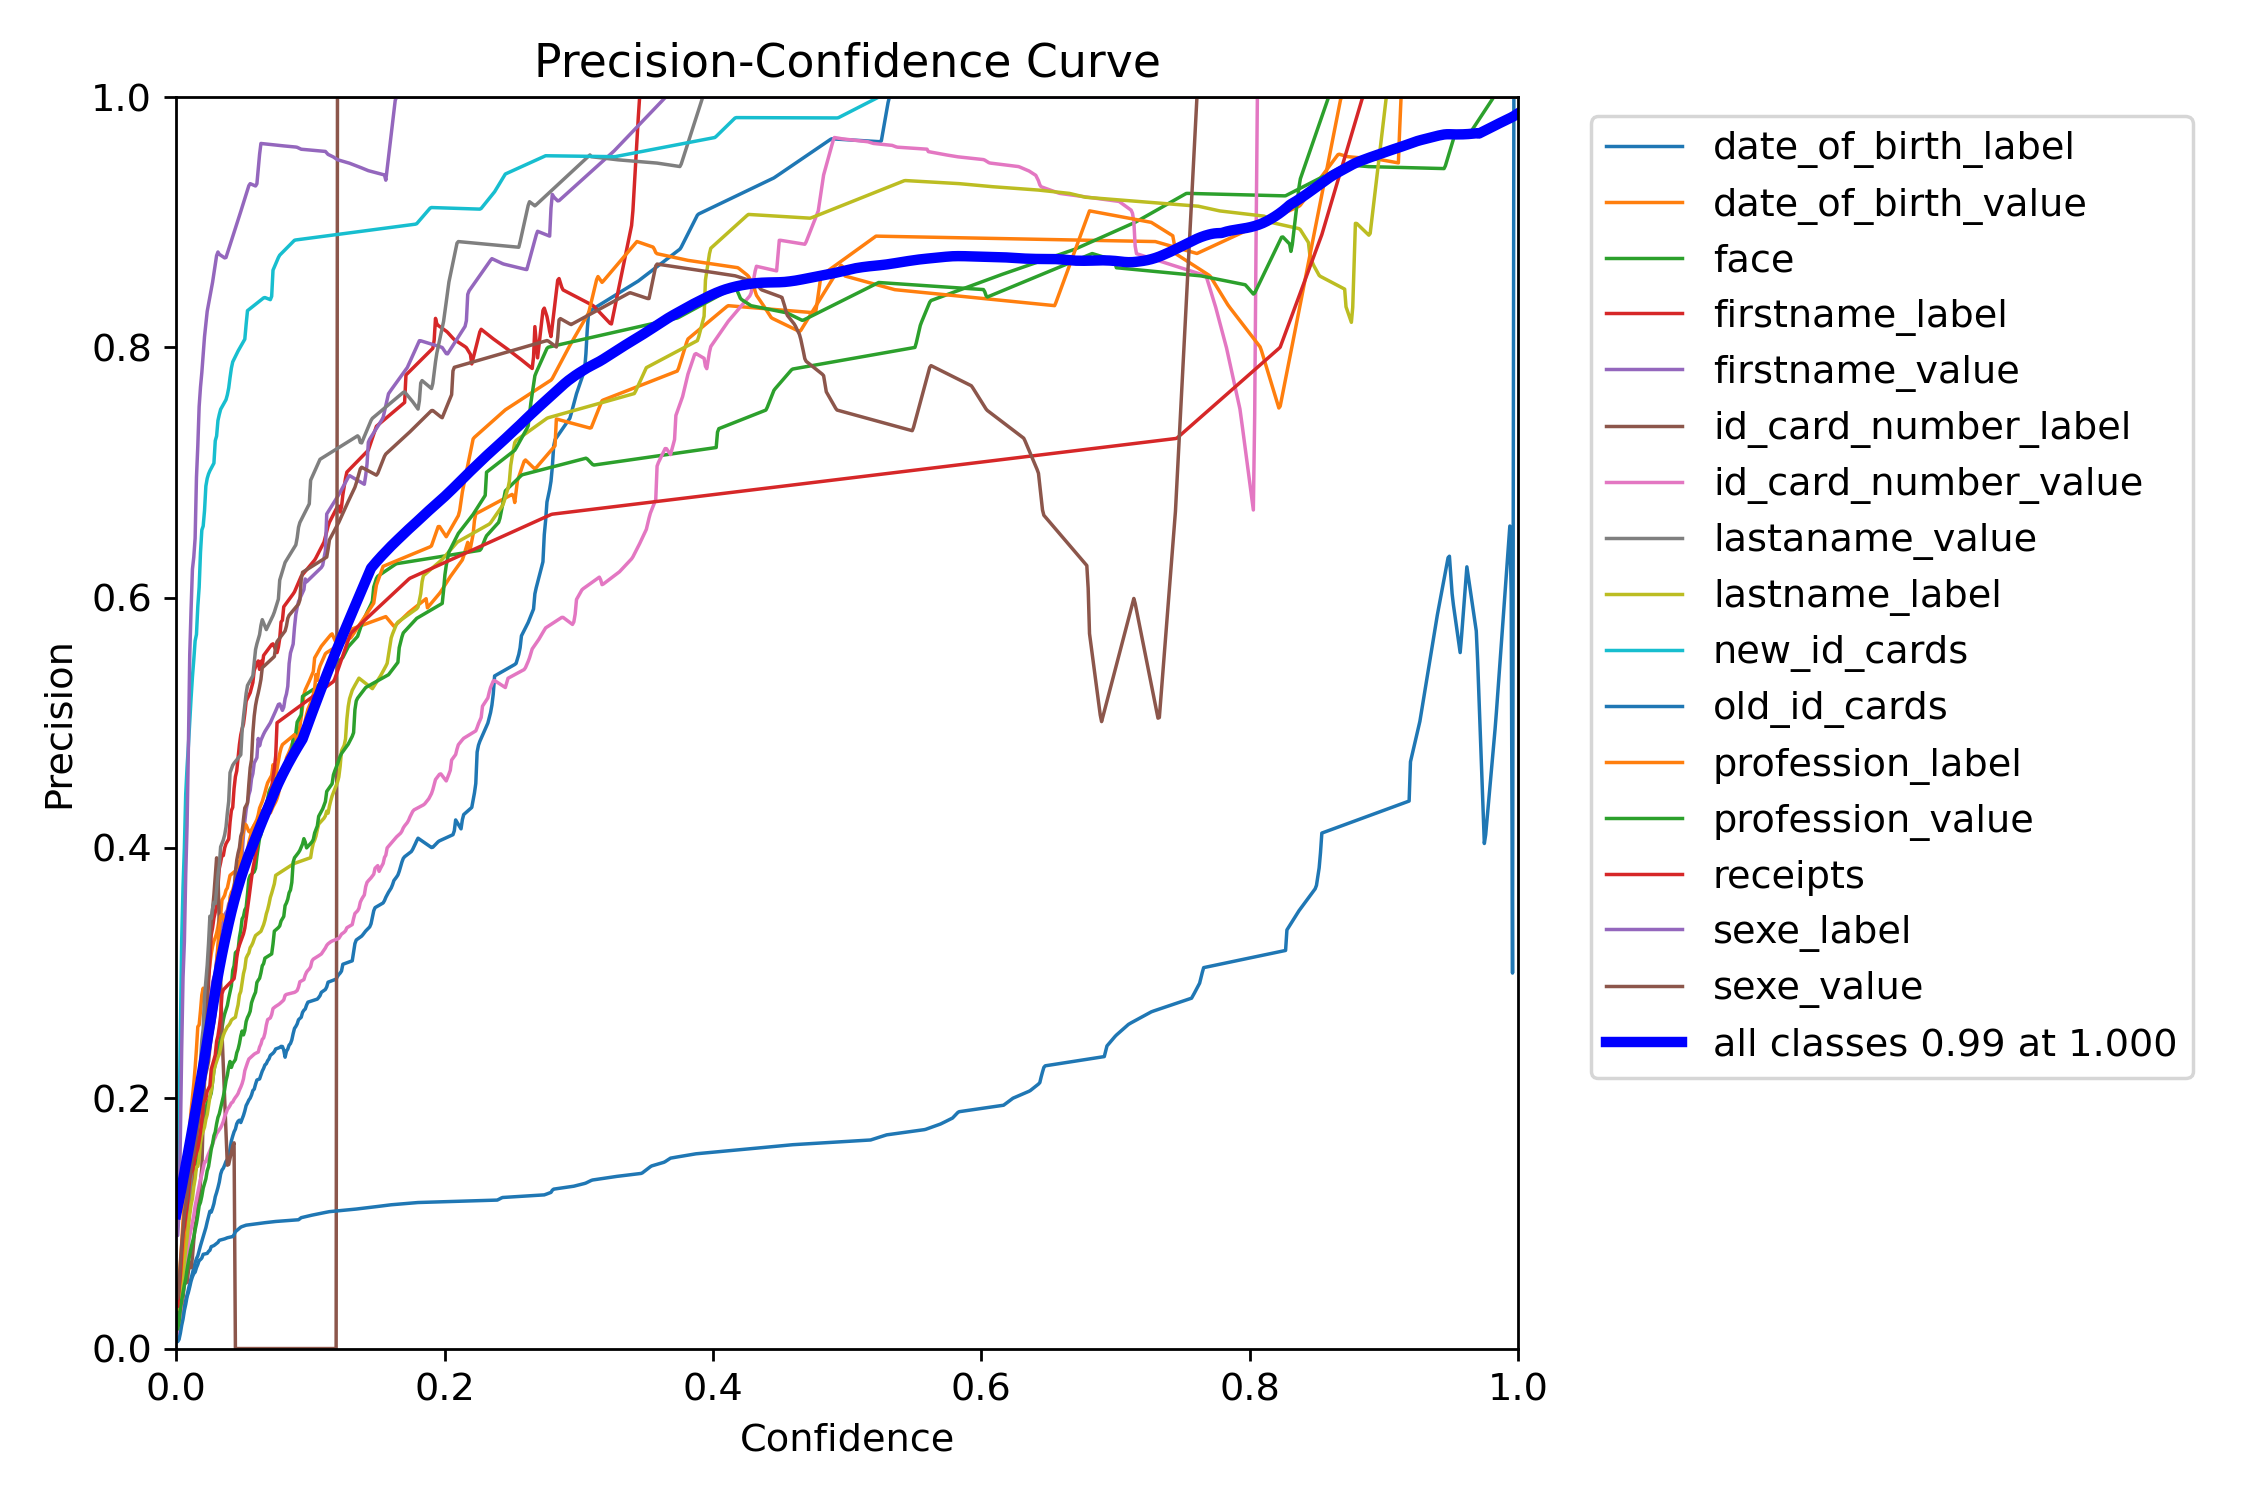 Precision-Confidence Curve
1.0
0.8
0.6
0.4
0.2
0.0
Precision
0.0 0.2 0.4 0.6 0.8 1.0
Confidence
date_of_birth_label
date_of_birth_value
face
firstname_label
firstname_value
id_card_number_label
id_card_number_value
lastaname_value
lastname_label
new_id_cards
old_id_cards
profession_label
profession_value
receipts
sexe_label
sexe_value
all classes 0.99 at 1.000